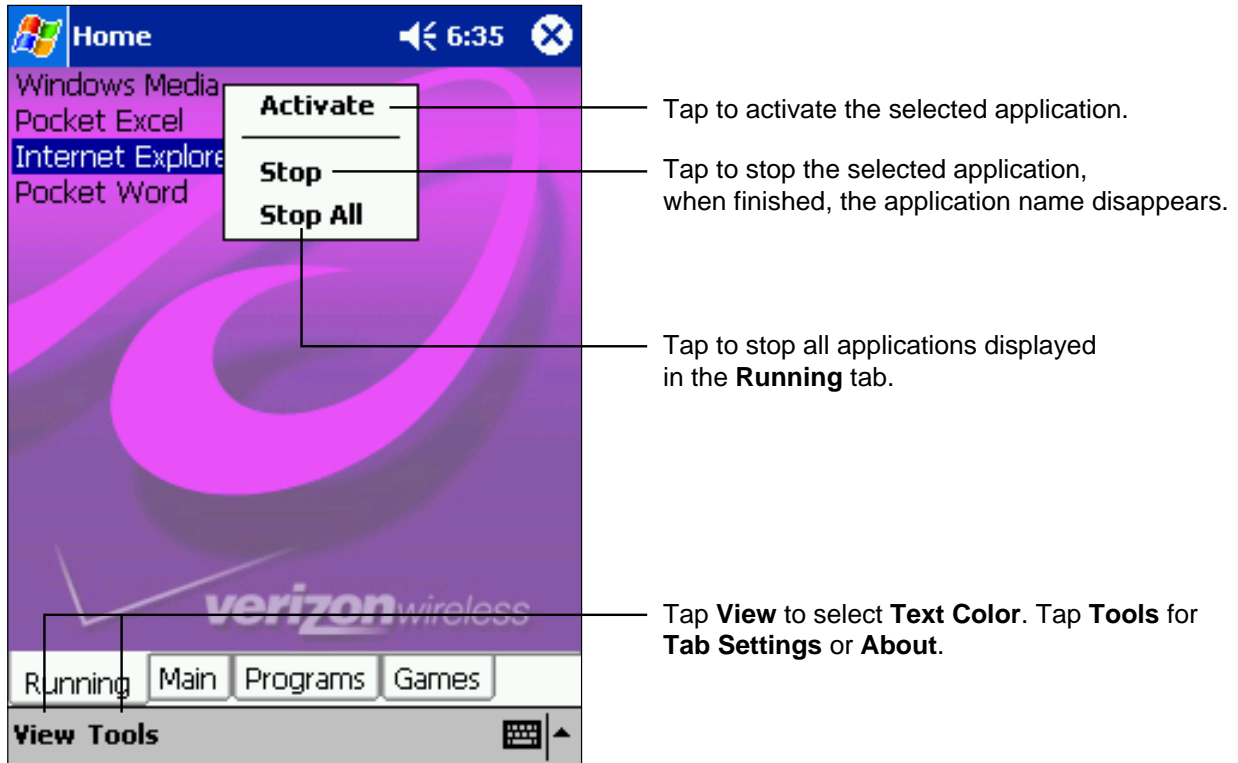 Home 6:35
Windows Media
Pocket Excel
Internet Explore
Pocket Word
Activate
Stop
Stop All
Tap to activate the selected application.
Tap to stop the selected application,
when finished, the application name disappears.
Tap to stop all applications displayed
in the Running tab.
verizonwireless
Tap View to select Text Color. Tap Tools for
Tab Settings or About.
Running Main Programs Games
View Tools